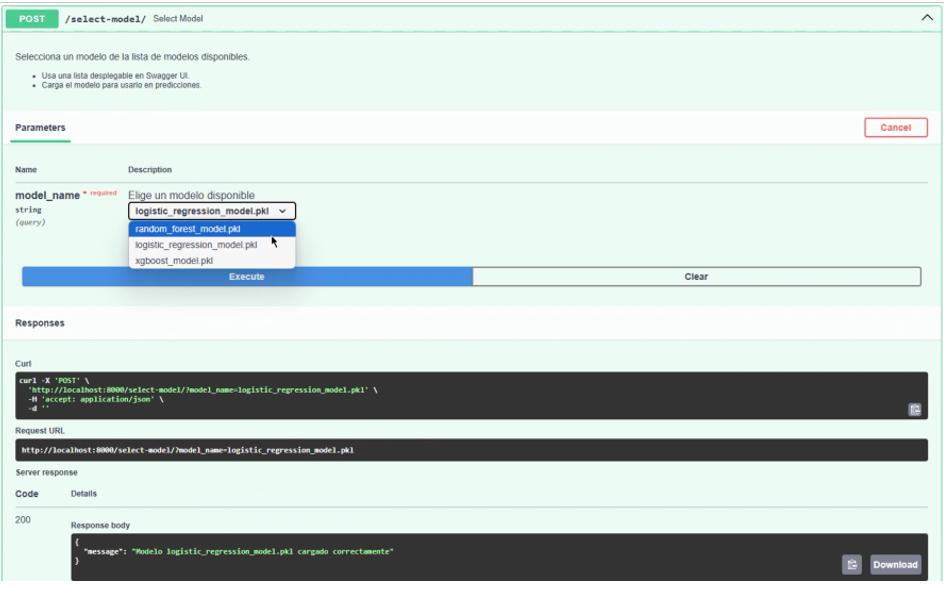 POST /select-model/ Select Model
Selecciona un modelo de la lista de modelos disponibles.
Usa una lista desplegable en Swagger UI.
Carga el modelo para usarlo en predicciones.
Parameters
Cancel
Name Description
model_name * required Elige un modelo disponible
string
logistic_regression_model.pkl
(query)
random_forest_model.pkl
logistic_regression_model.pkl
xgboost_model.pkl
Execute Clear
Responses
Curl
curl -X 'POST' \
'http://localhost:8000/select-model/?model_name=logistic_regression_model.pkl' \
-H 'accept: application/json' \
-d ''
Request URL
http://localhost:8000/select-model/?model_name=logistic_regression_model.pkl
Server response
Code Details
200
Response body
{
"message": "Modelo logistic_regression_model.pkl cargado correctamente"
}
Download